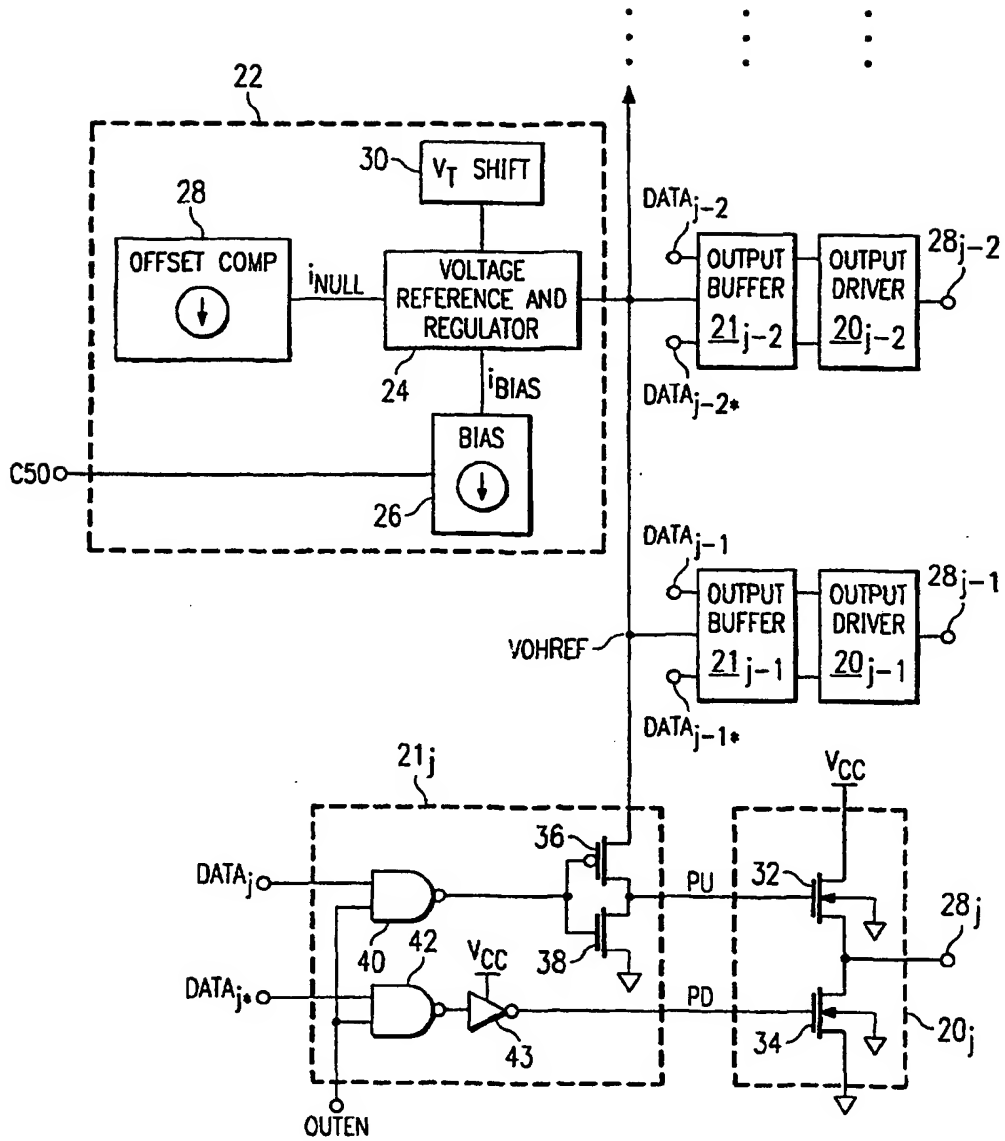 22
30
V_T SHIFT
28
OFFSET COMP
i_NULL
VOLTAGE
REFERENCE AND
REGULATOR
24
i_BIAS
BIAS
26
C50
DATA_j-2
OUTPUT
BUFFER
21_j-2
OUTPUT
DRIVER
20_j-2
28_j-2
DATA_j-2*
DATA_j-1
OUTPUT
BUFFER
21_j-1
OUTPUT
DRIVER
20_j-1
28_j-1
VOHREF
DATA_j-1*
21_j
V_CC
36
DATA_j
40
38
PU
32
28_j
42
V_CC
DATA_j*
43
PD
34
20_j
OUTEN